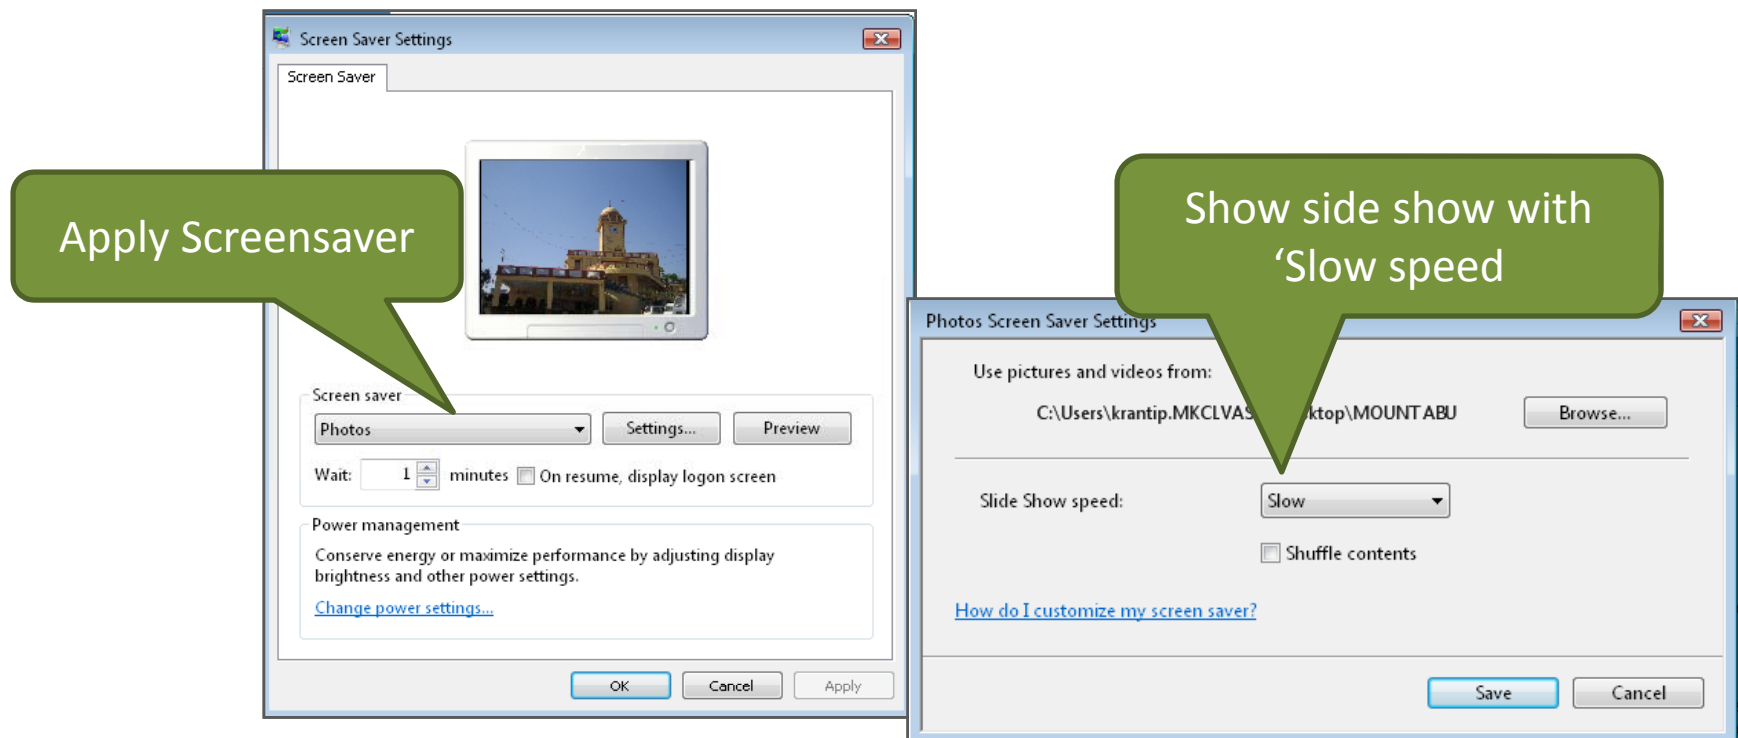 Screen Saver Settings
Screen Saver
Apply Screensaver
Screen saver
Photos
Settings...
Preview
Wait: 1 minutes On resume, display logon screen
Power management
Conserve energy or maximize performance by adjusting display
brightness and other power settings.
Change power settings...
OK Cancel Apply
Show side show with
‘Slow speed
Photos Screen Saver Settings
Use pictures and videos from:
C:\Users\krantip.MKCLVAS ktop\MOUNT ABU
Browse...
Slide Show speed: Slow
Shuffle contents
How do I customize my screen saver?
Save Cancel